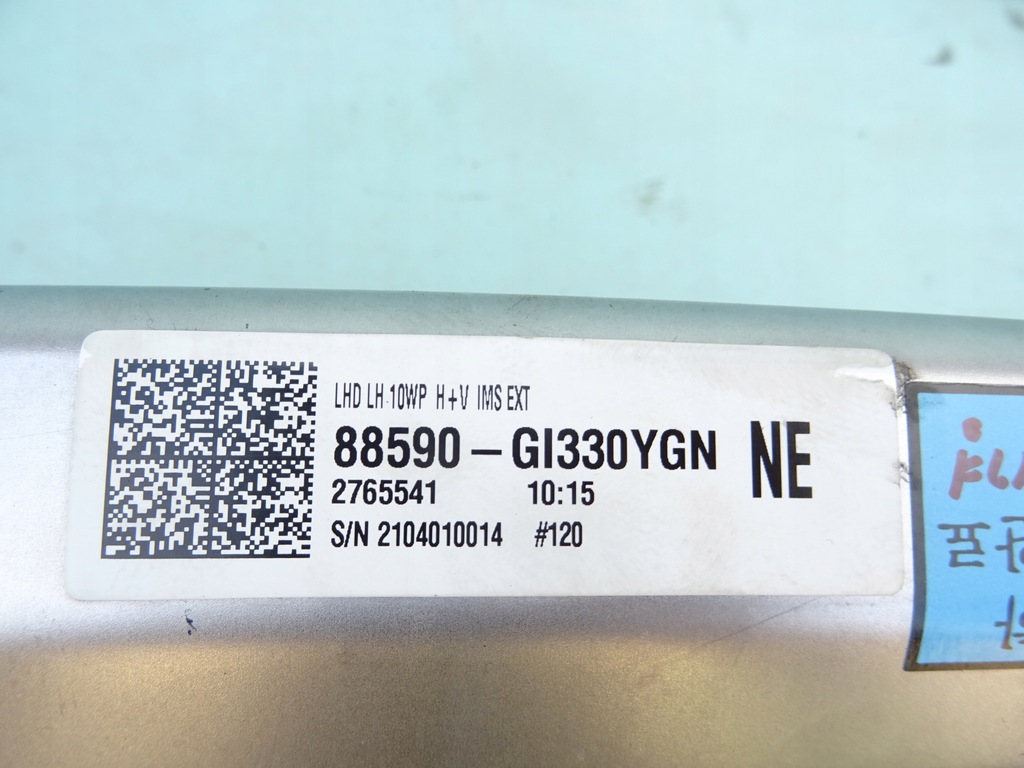 LHD LH 10WP H+V IMS EXT
88590-GI330YGN NE
2765541 10:15
S/N 2104010014 #120